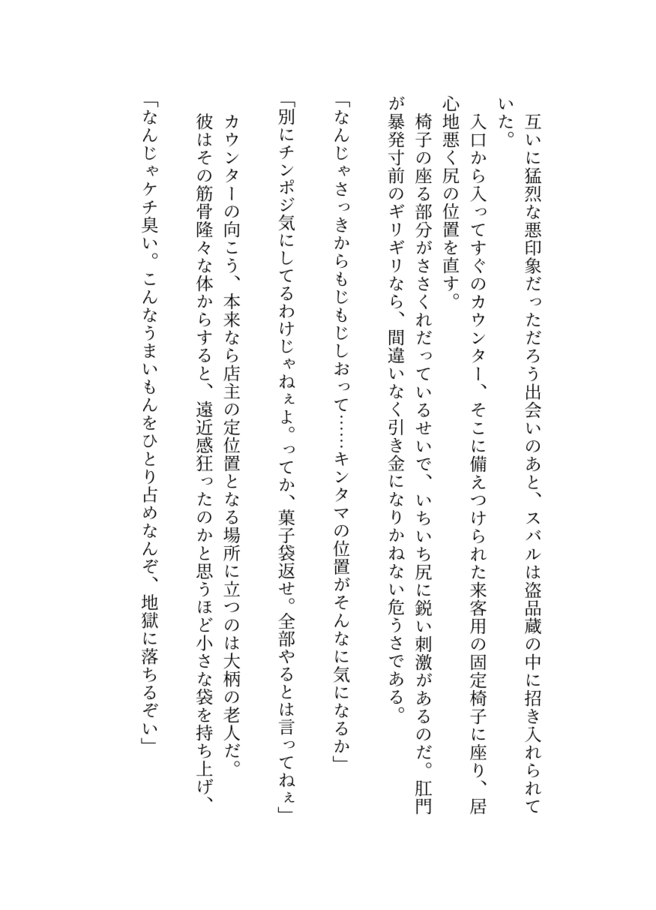 互いに猛烈な悪印象だっただろう出会いのあと、スバルは盗品蔵の中に招き入れられて
いた。
入口から入ってすぐのカウンター、そこに備えつけられた来客用の固定椅子に座り、居
心地悪く尻の位置を直す。
椅子の座る部分がささくれだっているせいで、いちいち尻に鋭い刺激があるのだ。肛門
が暴発寸前のギリギリなら、間違いなく引き金になりかねない危うさである。
「なんじゃさっきからもじもじしおって……キンタマの位置がそんなに気になるか」
「別にチンポジ気にしてるわけじゃねぇよ。ってか、菓子袋返せ。全部やるとは言ってねぇ」
カウンターの向こう、本来なら店主の定位置となる場所に立つのは大柄の老人だ。
彼はその筋骨隆々な体からすると、遠近感狂ったのかと思うほど小さな袋を持ち上げ、
「なんじゃケチ臭い。こんなうまいもんをひとり占めなんぞ、地獄に落ちるぞい」